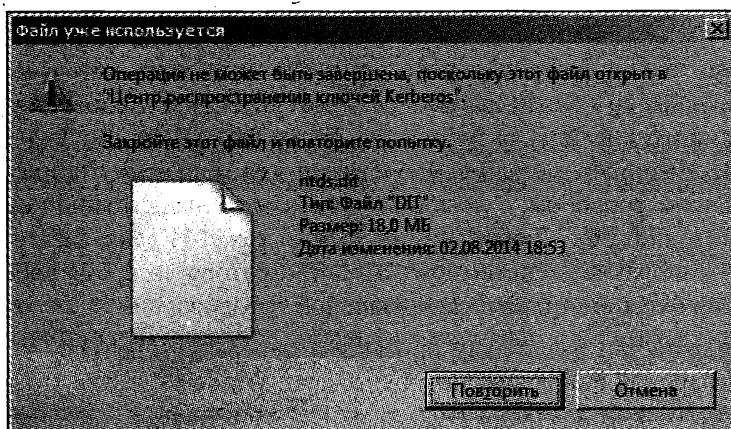 Файл уже используется
Операция не может быть завершена, поскольку этот файл открыт в
"Центр распространения ключей Kerberos".
Закройте этот файл и повторите попытку.
ntds.dit
Тип: Файл "DIT"
Размер: 18,0 МБ
Дата изменения: 02.08.2014 18:53
Повторить
Отмена